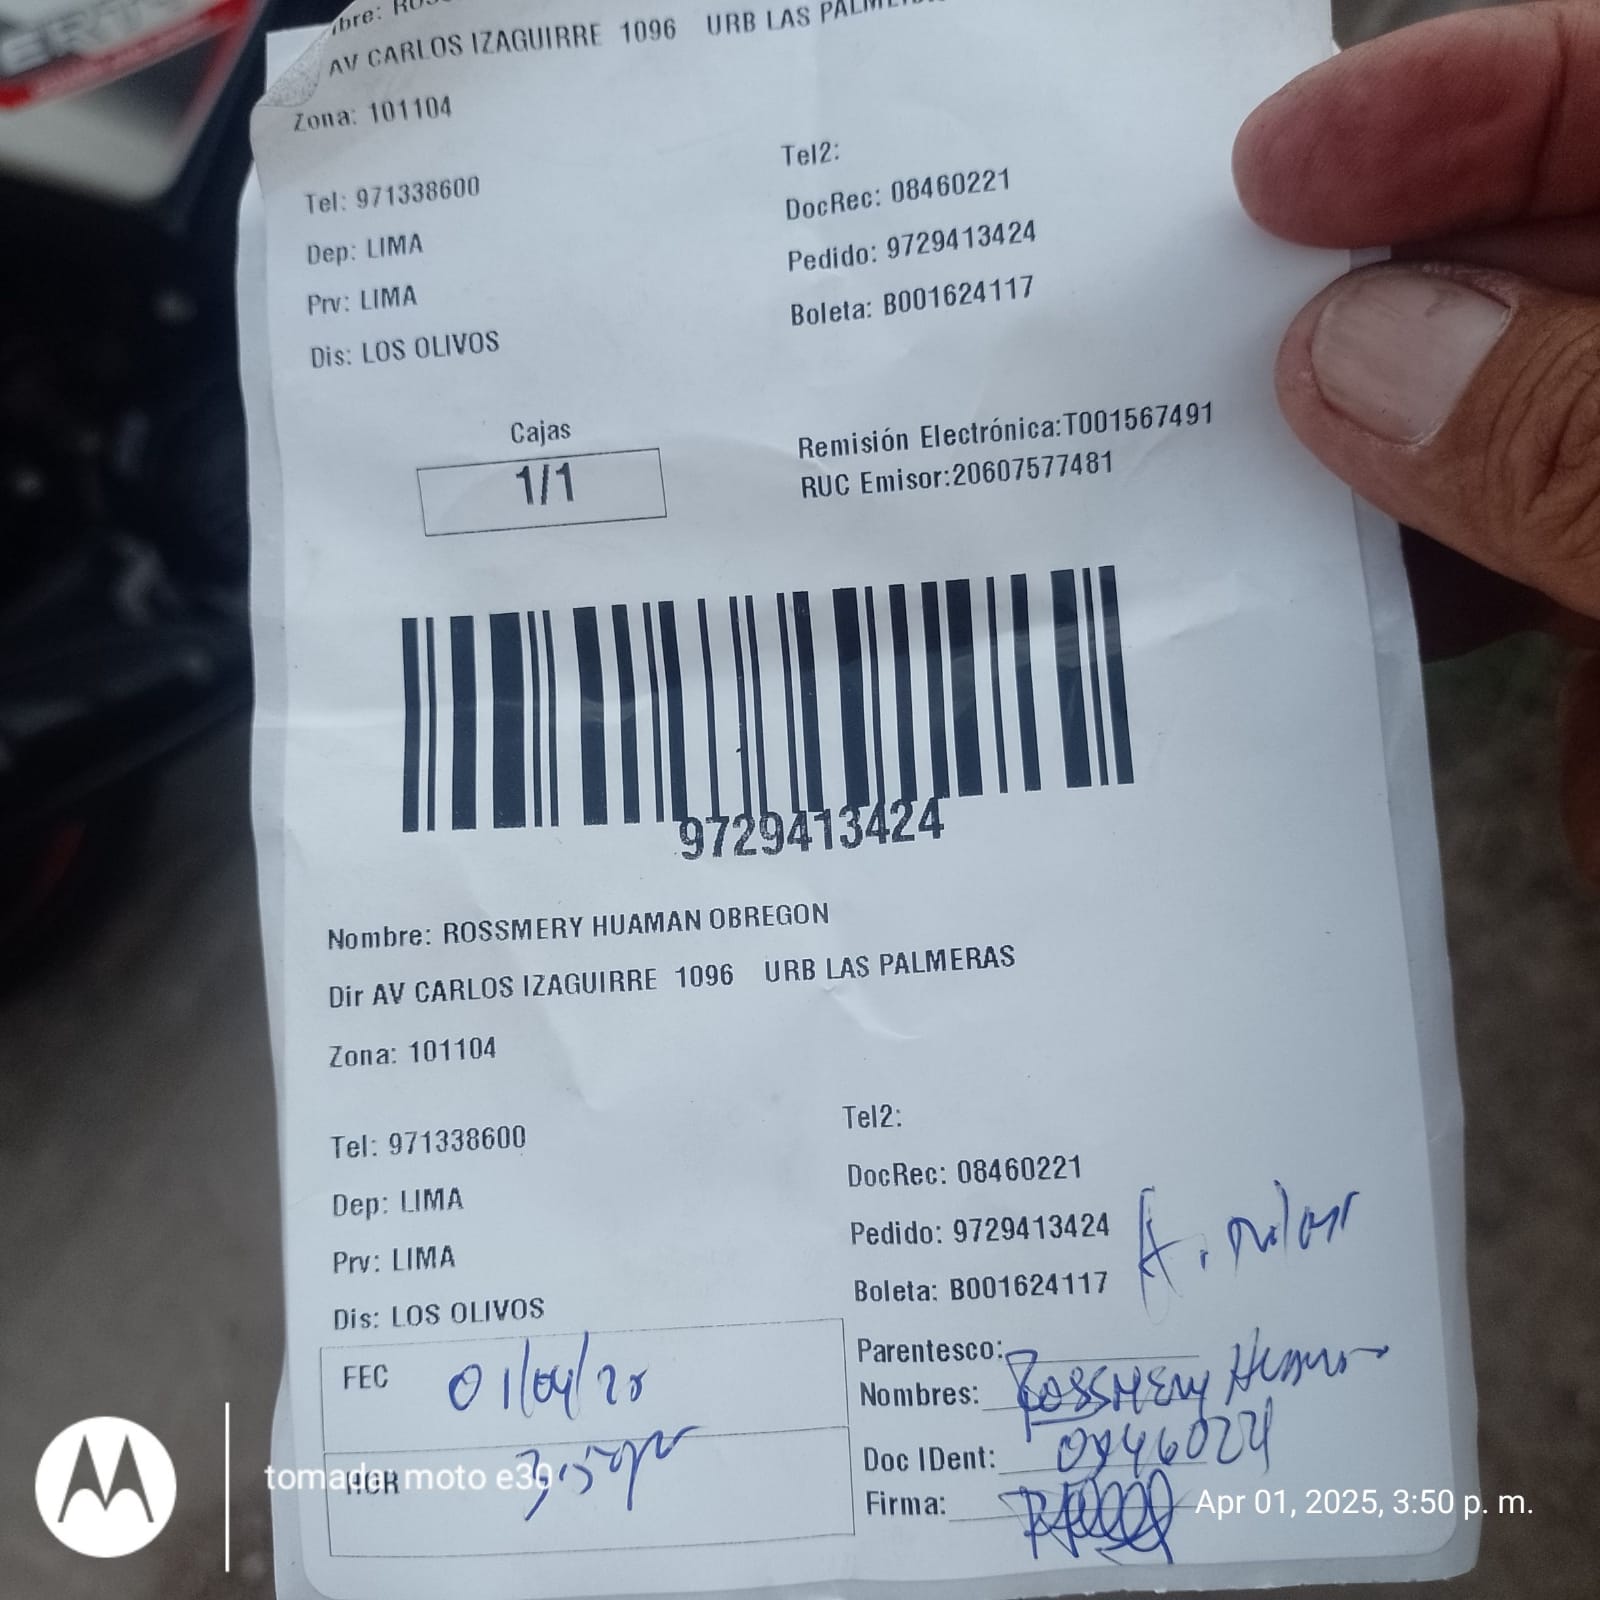 AV CARLOS IZAGUIRRE 1096 URB LAS
Zona: 101104
Tel: 971338600
Dep: LIMA
Prv: LIMA
Dis: LOS OLIVOS
Tel2:
DocRec: 08460221
Pedido: 9729413424
Boleta: B001624117
Cajas
1/1
Remisión Electrónica:T001567491
RUC Emisor:20607577481
9729413424
Nombre: ROSSMERY HUAMAN OBREGON
Dir AV CARLOS IZAGUIRRE 1096 URB LAS PALMERAS
Zona: 101104
Tel: 971338600
Dep: LIMA
Prv: LIMA
Dis: LOS OLIVOS
Tel2:
DocRec: 08460221
Pedido: 9729413424
Boleta: B001624117
FEC 01/04/25
HOR
Parentesco:
Nombres: ROSSMERY Huaman
Doc IDent:
Firma:
tomador moto e30
Apr 01, 2025, 3:50 p. m.